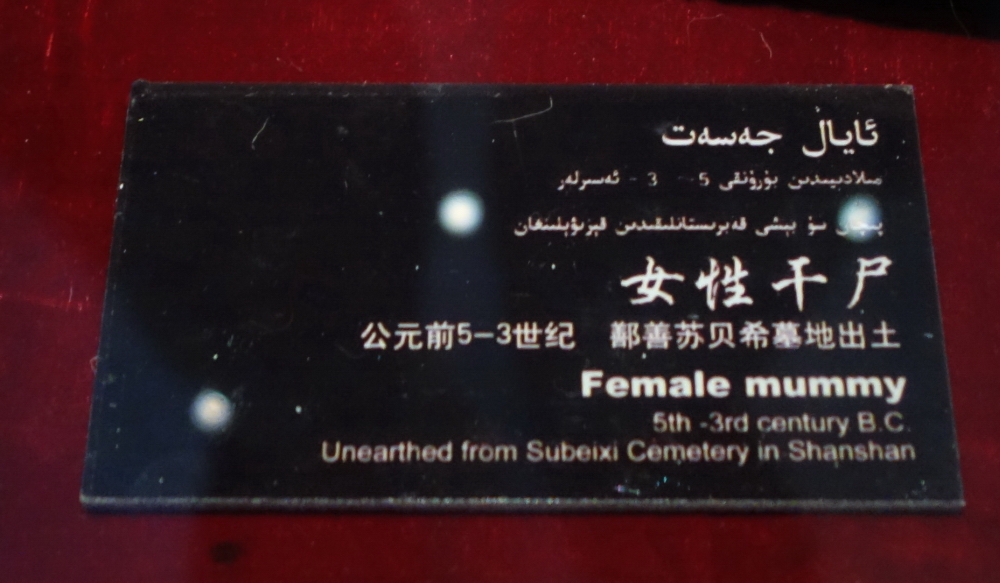 ئايال جەسەت
مىلادىيىدىن بۇرۇنقى 5 - 3 - ئەسىرلەر
سۇ بېشى قەبرىستانلىقىدىن قېزىۋېلىنغان
女性干尸
公元前5-3世纪 鄯善苏贝希墓地出土
Female mummy
5th -3rd century B.C.
Unearthed from Subeixi Cemetery in Shanshan